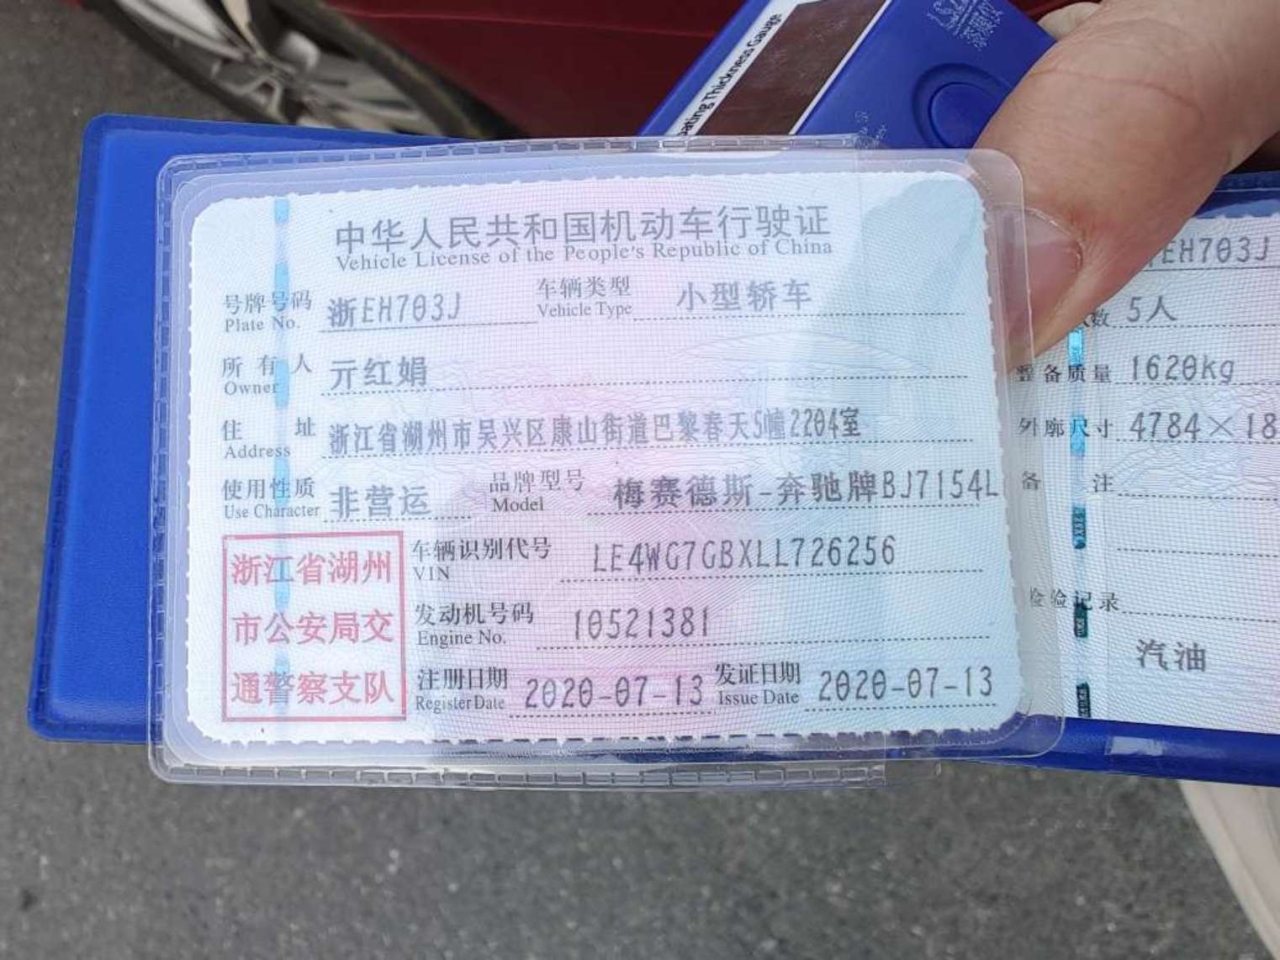 ating Thickness Gauge
中华人民共和国机动车行驶证
Vehicle License of the People's Republic of China
号牌号码 浙EH703J 车辆类型 小型轿车
Plate No. Vehicle Type
所有人 亓红娟
Owner
住址 浙江省湖州市吴兴区康山街道巴黎春天5幢2204室
Address
使用性质 非营运 品牌型号 梅赛德斯-奔驰牌BJ7154L
Use Character Model
浙江省湖州
市公安局交
通警察支队
车辆识别代号 LE4WG7GBXLL726256
VIN
发动机号码 10521381
Engine No.
注册日期 2020-07-13 发证日期 2020-07-13
Register Date Issue Date
EH703J
数 5人
整备质量 1620kg
外廓尺寸 4784×18
备注
检验记录
汽油